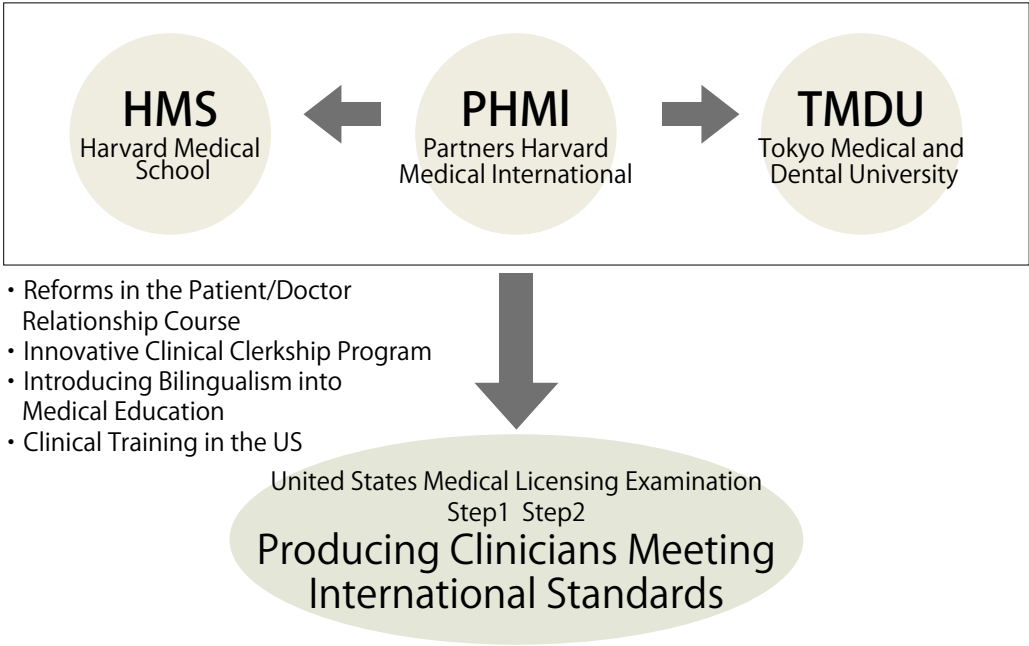 HMS
Harvard Medical
School
PHMl
Partners Harvard
Medical International
TMDU
Tokyo Medical and
Dental University
・Reforms in the Patient/Doctor
Relationship Course
・Innovative Clinical Clerkship Program
・Introducing Bilingualism into
Medical Education
・Clinical Training in the US
United States Medical Licensing Examination
Step1 Step2
Producing Clinicians Meeting
International Standards